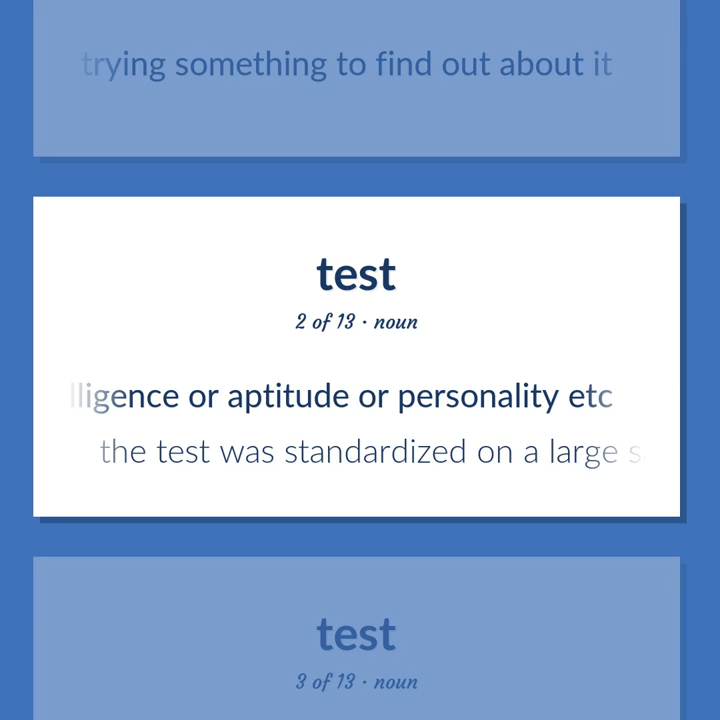 trying something to find out about it
test
2 of 13 · noun
lligence or aptitude or personality etc
the test was standardized on a large s
test
3 of 13 · noun